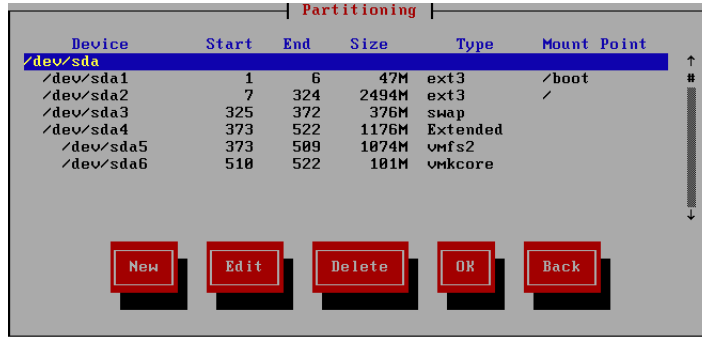 Partitioning
Device Start End Size Type Mount Point
/dev/sda
/dev/sda1 1 6 47M ext3 /boot
/dev/sda2 7 324 2494M ext3 /
/dev/sda3 325 372 376M swap
/dev/sda4 373 522 1176M Extended
/dev/sda5 373 509 1074M vmfs2
/dev/sda6 510 522 101M vmkcore
New Edit Delete OK Back